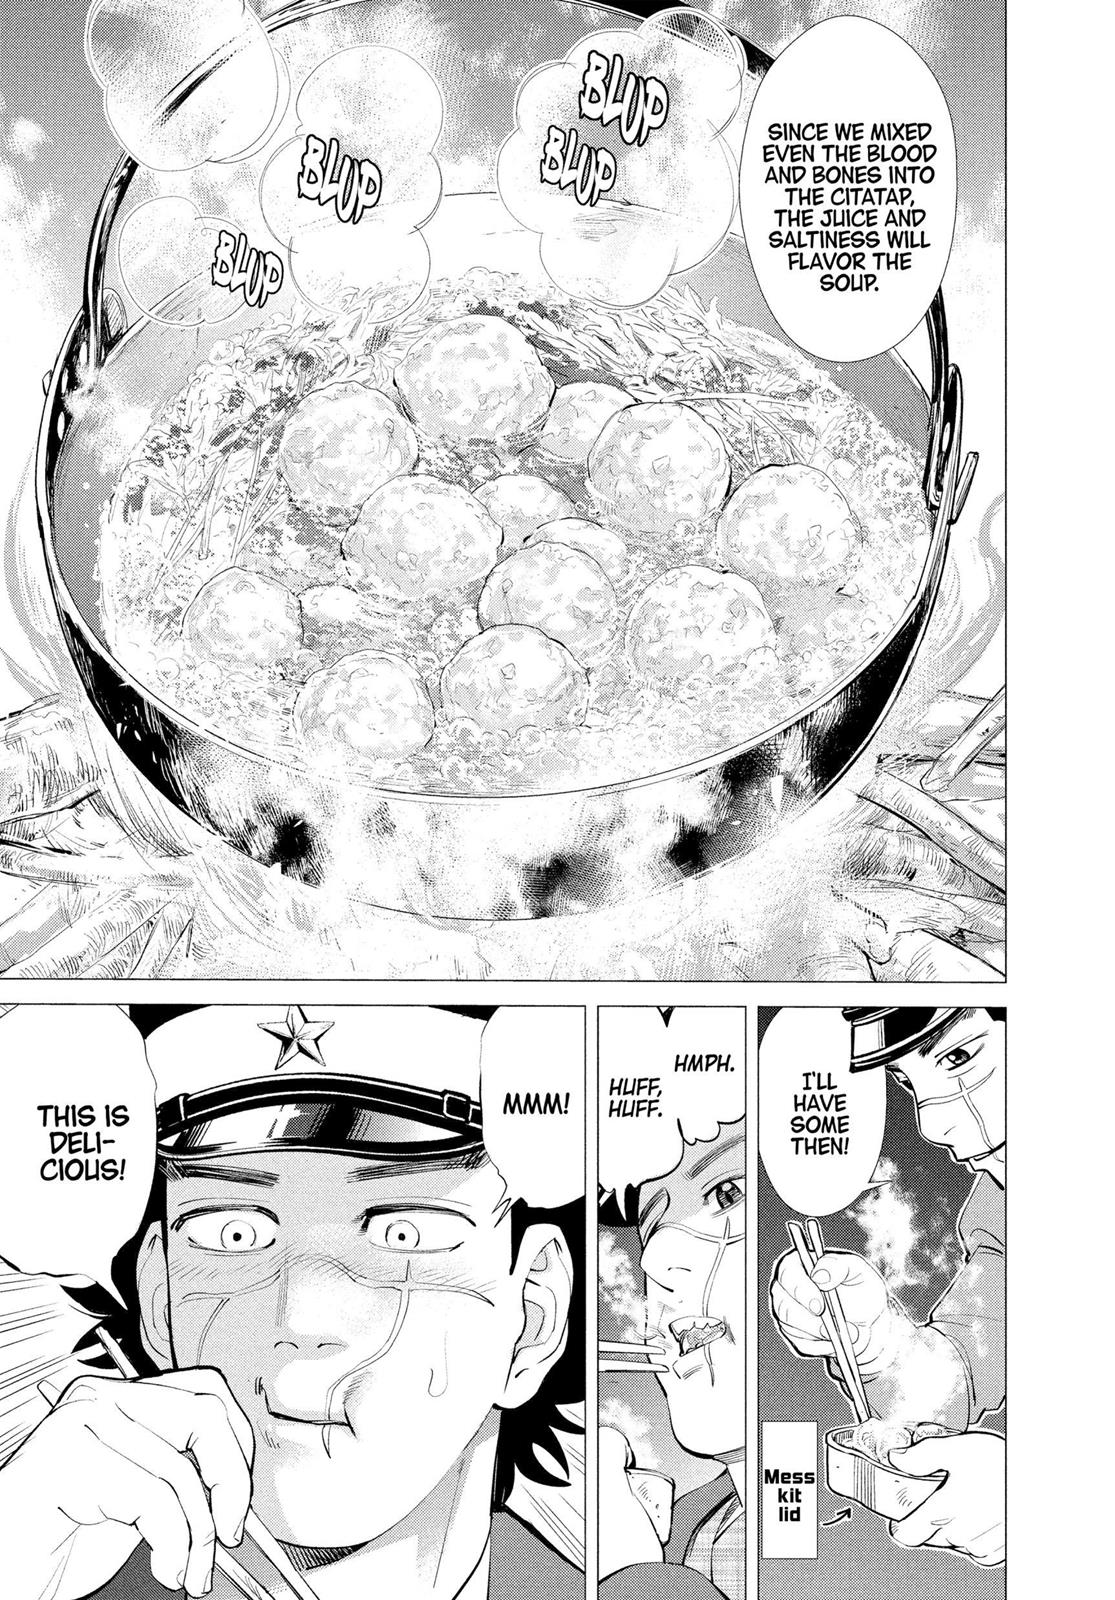 SINCE WE MIXED
EVEN THE BLOOD
AND BONES INTO
THE CITATAP,
THE JUICE AND
SALTINESS WILL
FLAVOR THE
SOUP.
BLUP
BLUP
BLUP
BLUP
BLUP
BLUP
I'LL
HAVE
SOME
THEN!
Mess
kit
lid
HMPH.
HUFF,
HUFF.
MMM!
THIS IS
DELI-
CIOUS!